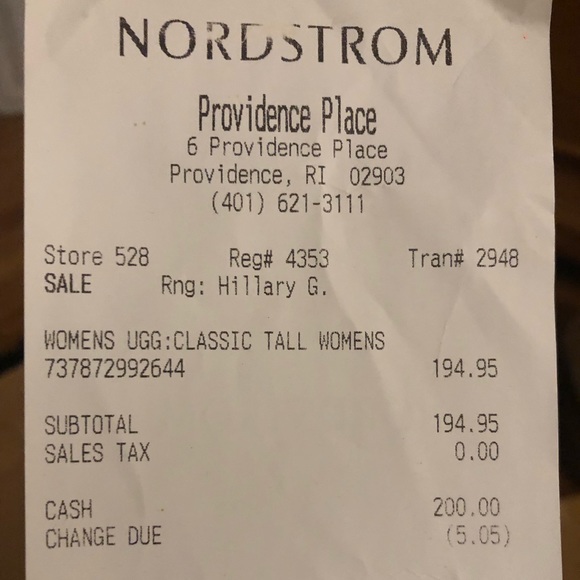 NORDSTROM
Providence Place
6 Providence Place
Providence, RI 02903
(401) 621-3111
Store 528 Reg# 4353 Tran# 2948
SALE Rng: Hillary G.
WOMENS UGG:CLASSIC TALL WOMENS
737872992644 194.95
SUBTOTAL 194.95
SALES TAX 0.00
CASH 200.00
CHANGE DUE (5.05)